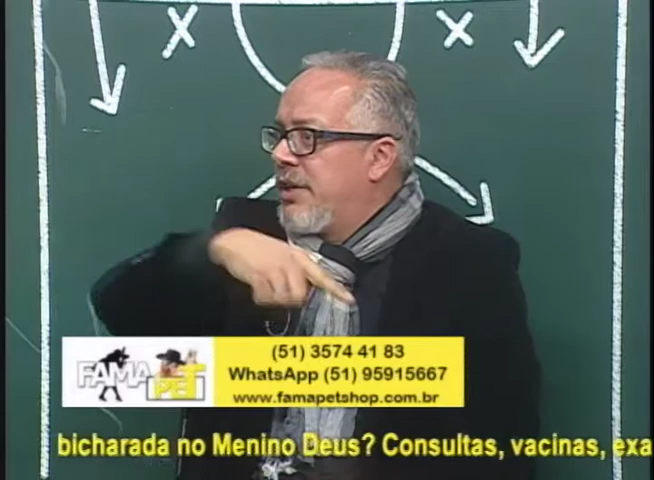 FAMA
PET
(51) 3574 41 83
WhatsApp (51) 95915667
www.famapetshop.com.br
bicharada no Menino Deus? Consultas, vacinas, exa